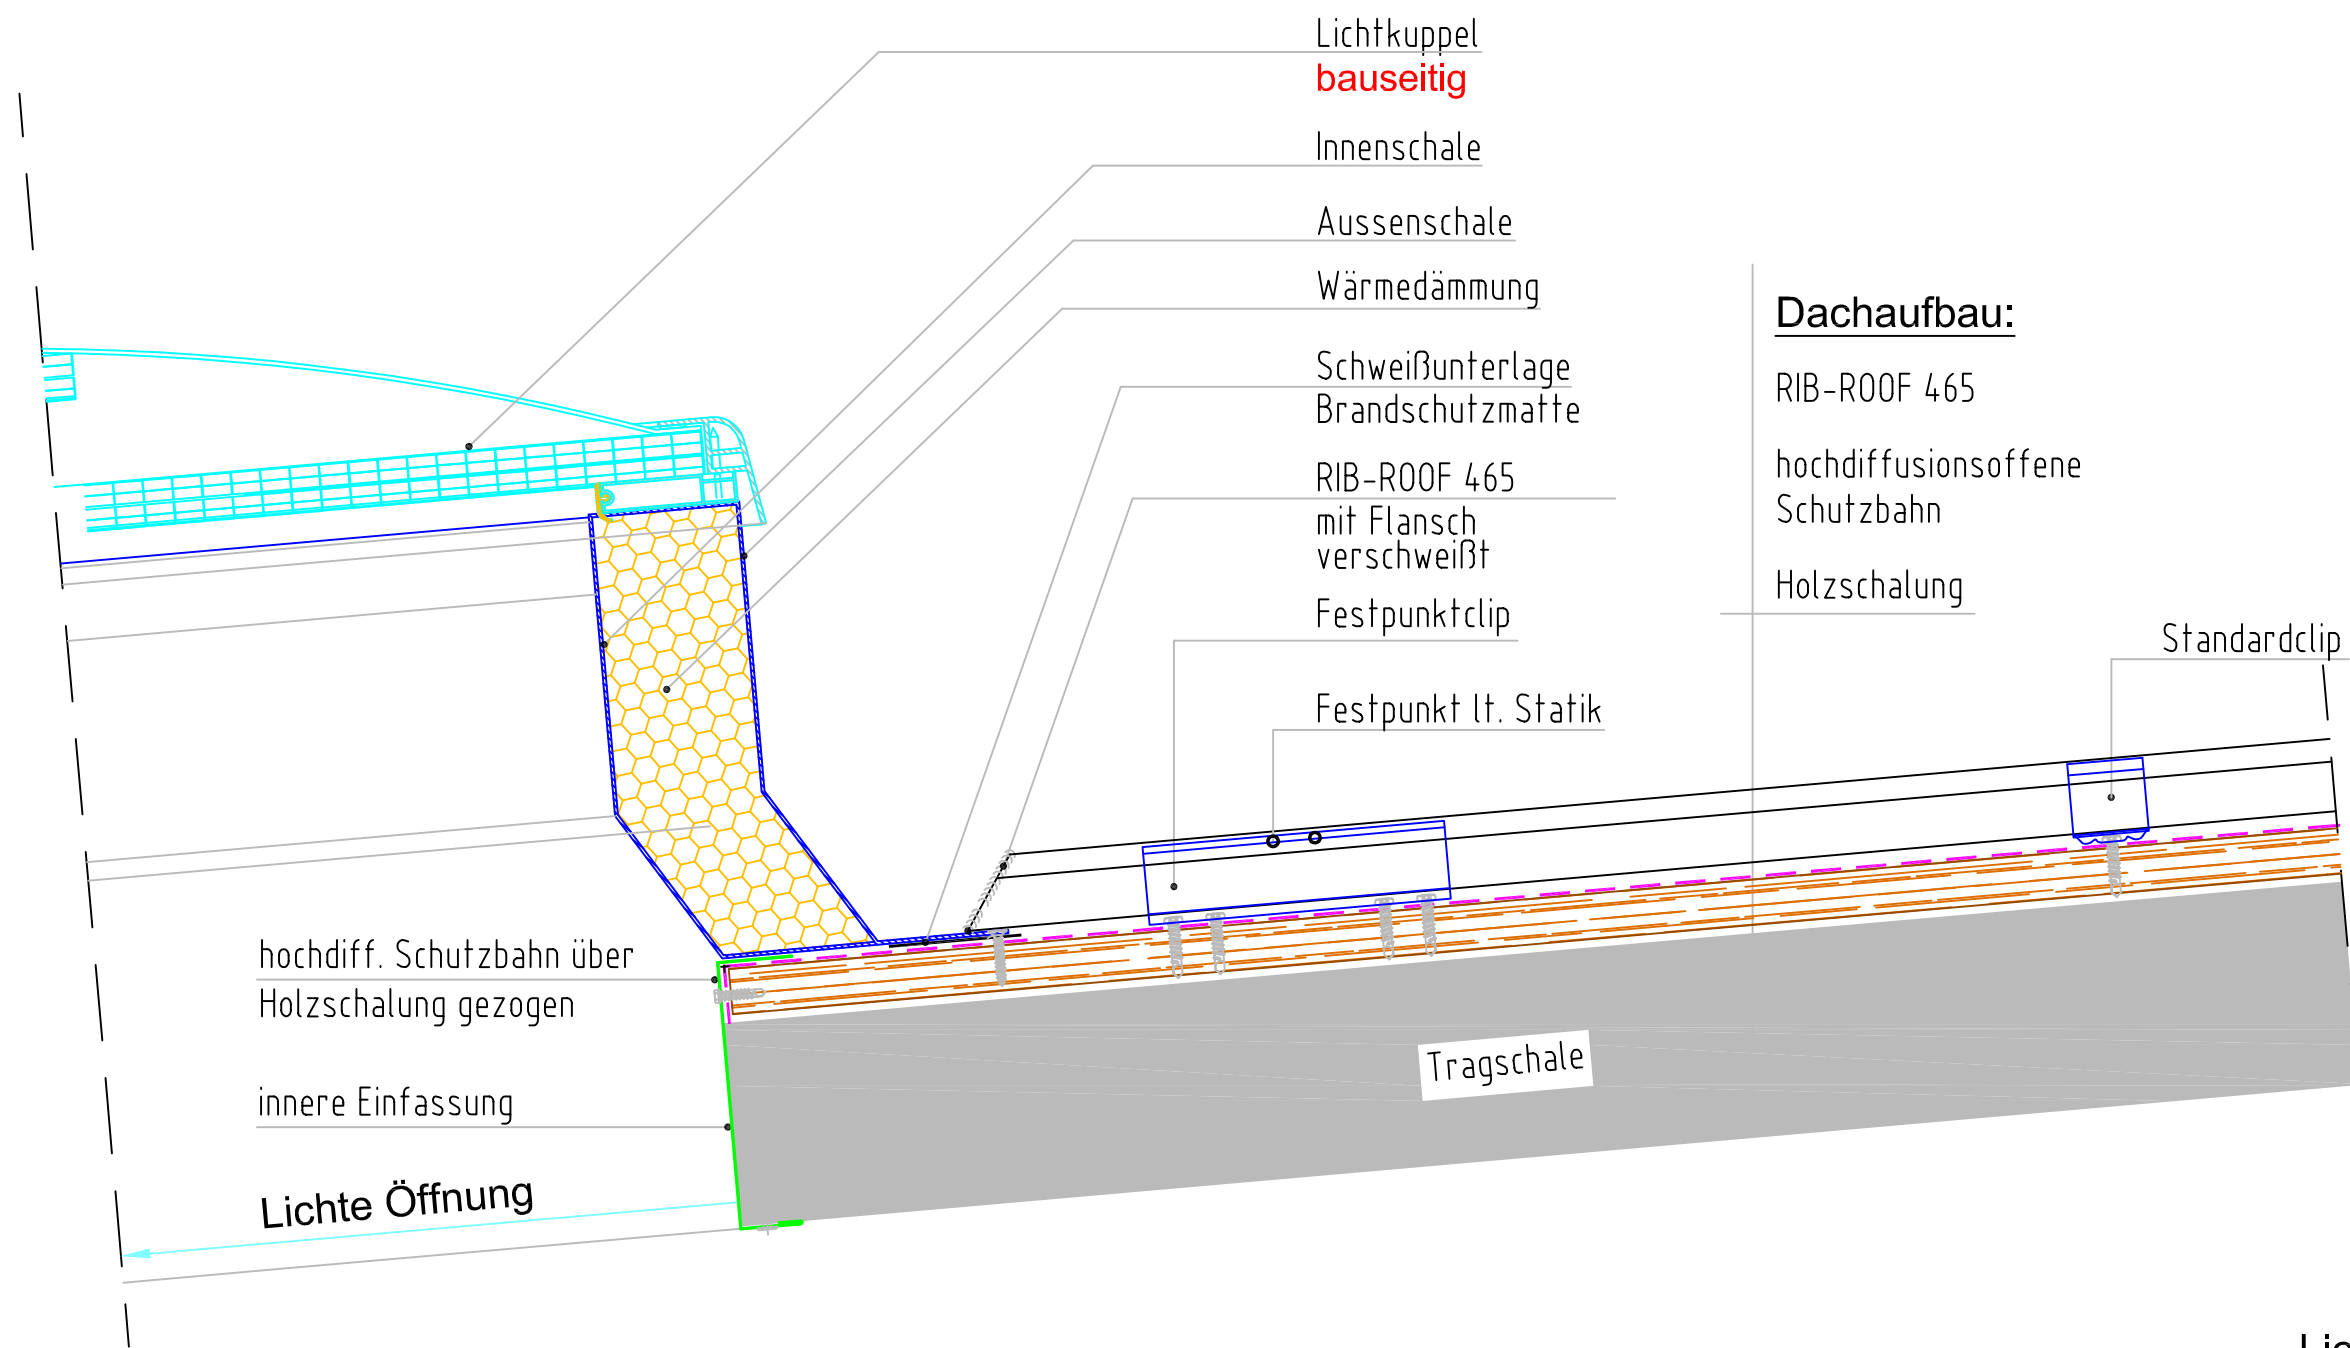 Lichtkuppel
bauseitig
Innenschale
Aussenschale
Wärmedämmung
Schweißunterlage
Brandschutzmatte
RIB-ROOF 465
mit Flansch
verschweißt
Festpunktclip
Festpunkt lt. Statik
Dachaufbau:
RIB-ROOF 465
hochdiffusionsoffene
Schutzbahn
Holzschalung
Standardclip
hochdiff. Schutzbahn über
Holzschalung gezogen
innere Einfassung
Lichte Öffnung
Tragschale